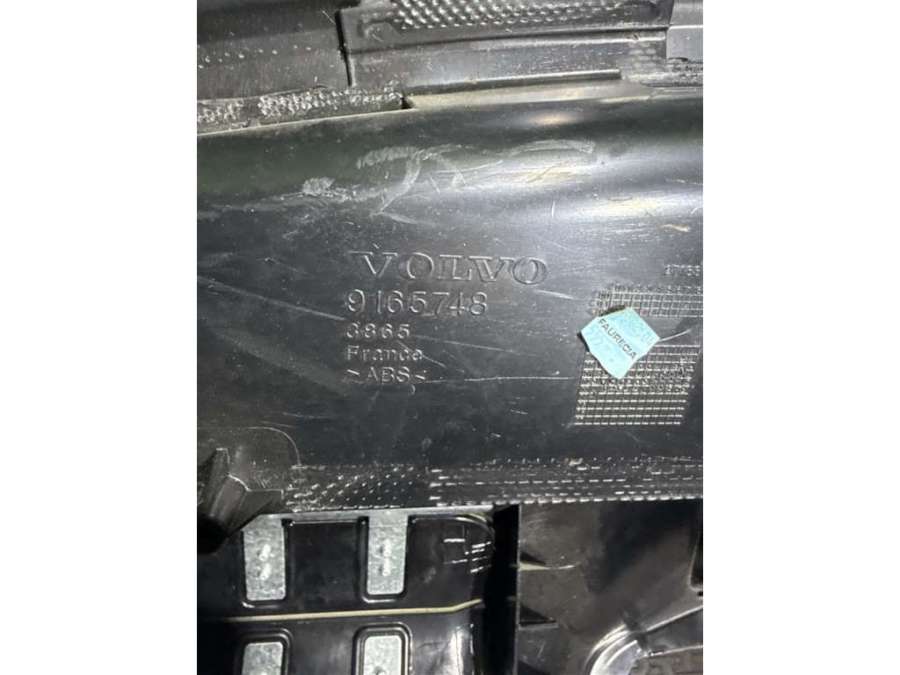 VOLVO
9165748
3865
France
>ABS<
FAURECIA